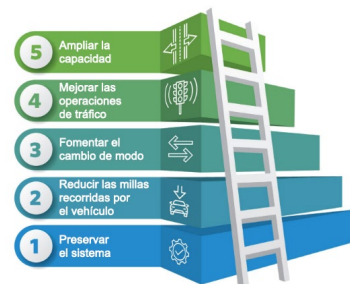 5
Ampliar la
capacidad
4
Mejorar las
operaciones
de tráfico
3
Fomentar el
cambio de modo
2
Reducir las millas
recorridas por
el vehículo
1
Preservar
el sistema